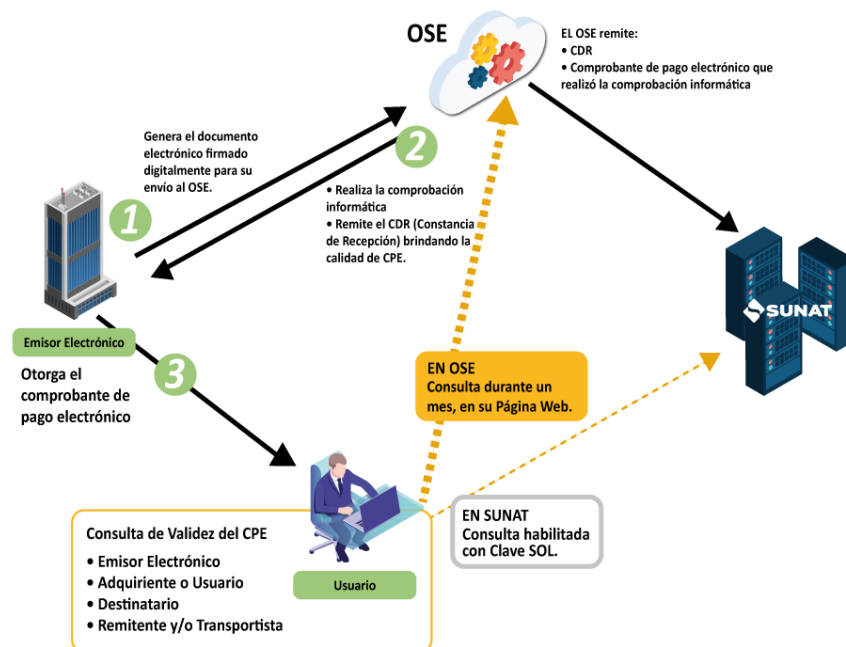 OSE
EL OSE remite:
• CDR
• Comprobante de pago electrónico que
realizó la comprobación informática
Genera el documento
electrónico firmado
digitalmente para su
envío al OSE.
2
1
• Realiza la comprobación
informática
• Remite el CDR (Constancia
de Recepción) brindando la
calidad de CPE.
SUNAT
Emisor Electrónico
3
Otorga el
comprobante de
pago electrónico
EN OSE
Consulta durante un
mes, en su Página Web.
EN SUNAT
Consulta habilitada
con Clave SOL.
Consulta de Validez del CPE
• Emisor Electrónico
• Adquiriente o Usuario
• Destinatario
• Remitente y/o Transportista
Usuario